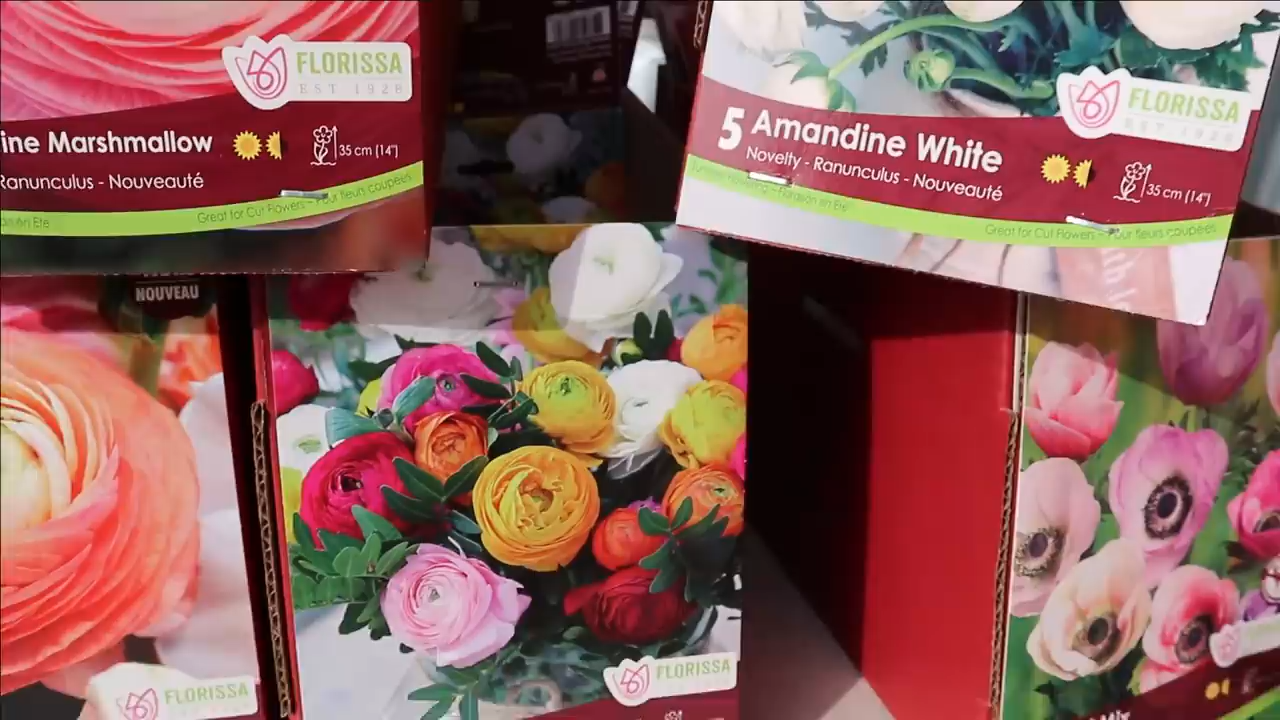 FLORISSA
EST 1928
ine Marshmallow
35 cm (14")
Ranunculus - Nouveauté
Great for Cut Flowers – Pour fleurs coupées
FLORISSA
EST 1928
5 Amandine White
Novelty - Ranunculus - Nouveauté
35 cm (14")
Great for Cut Flowers – Pour fleurs coupées
NOUVEAU
FLORISSA
FLORISSA